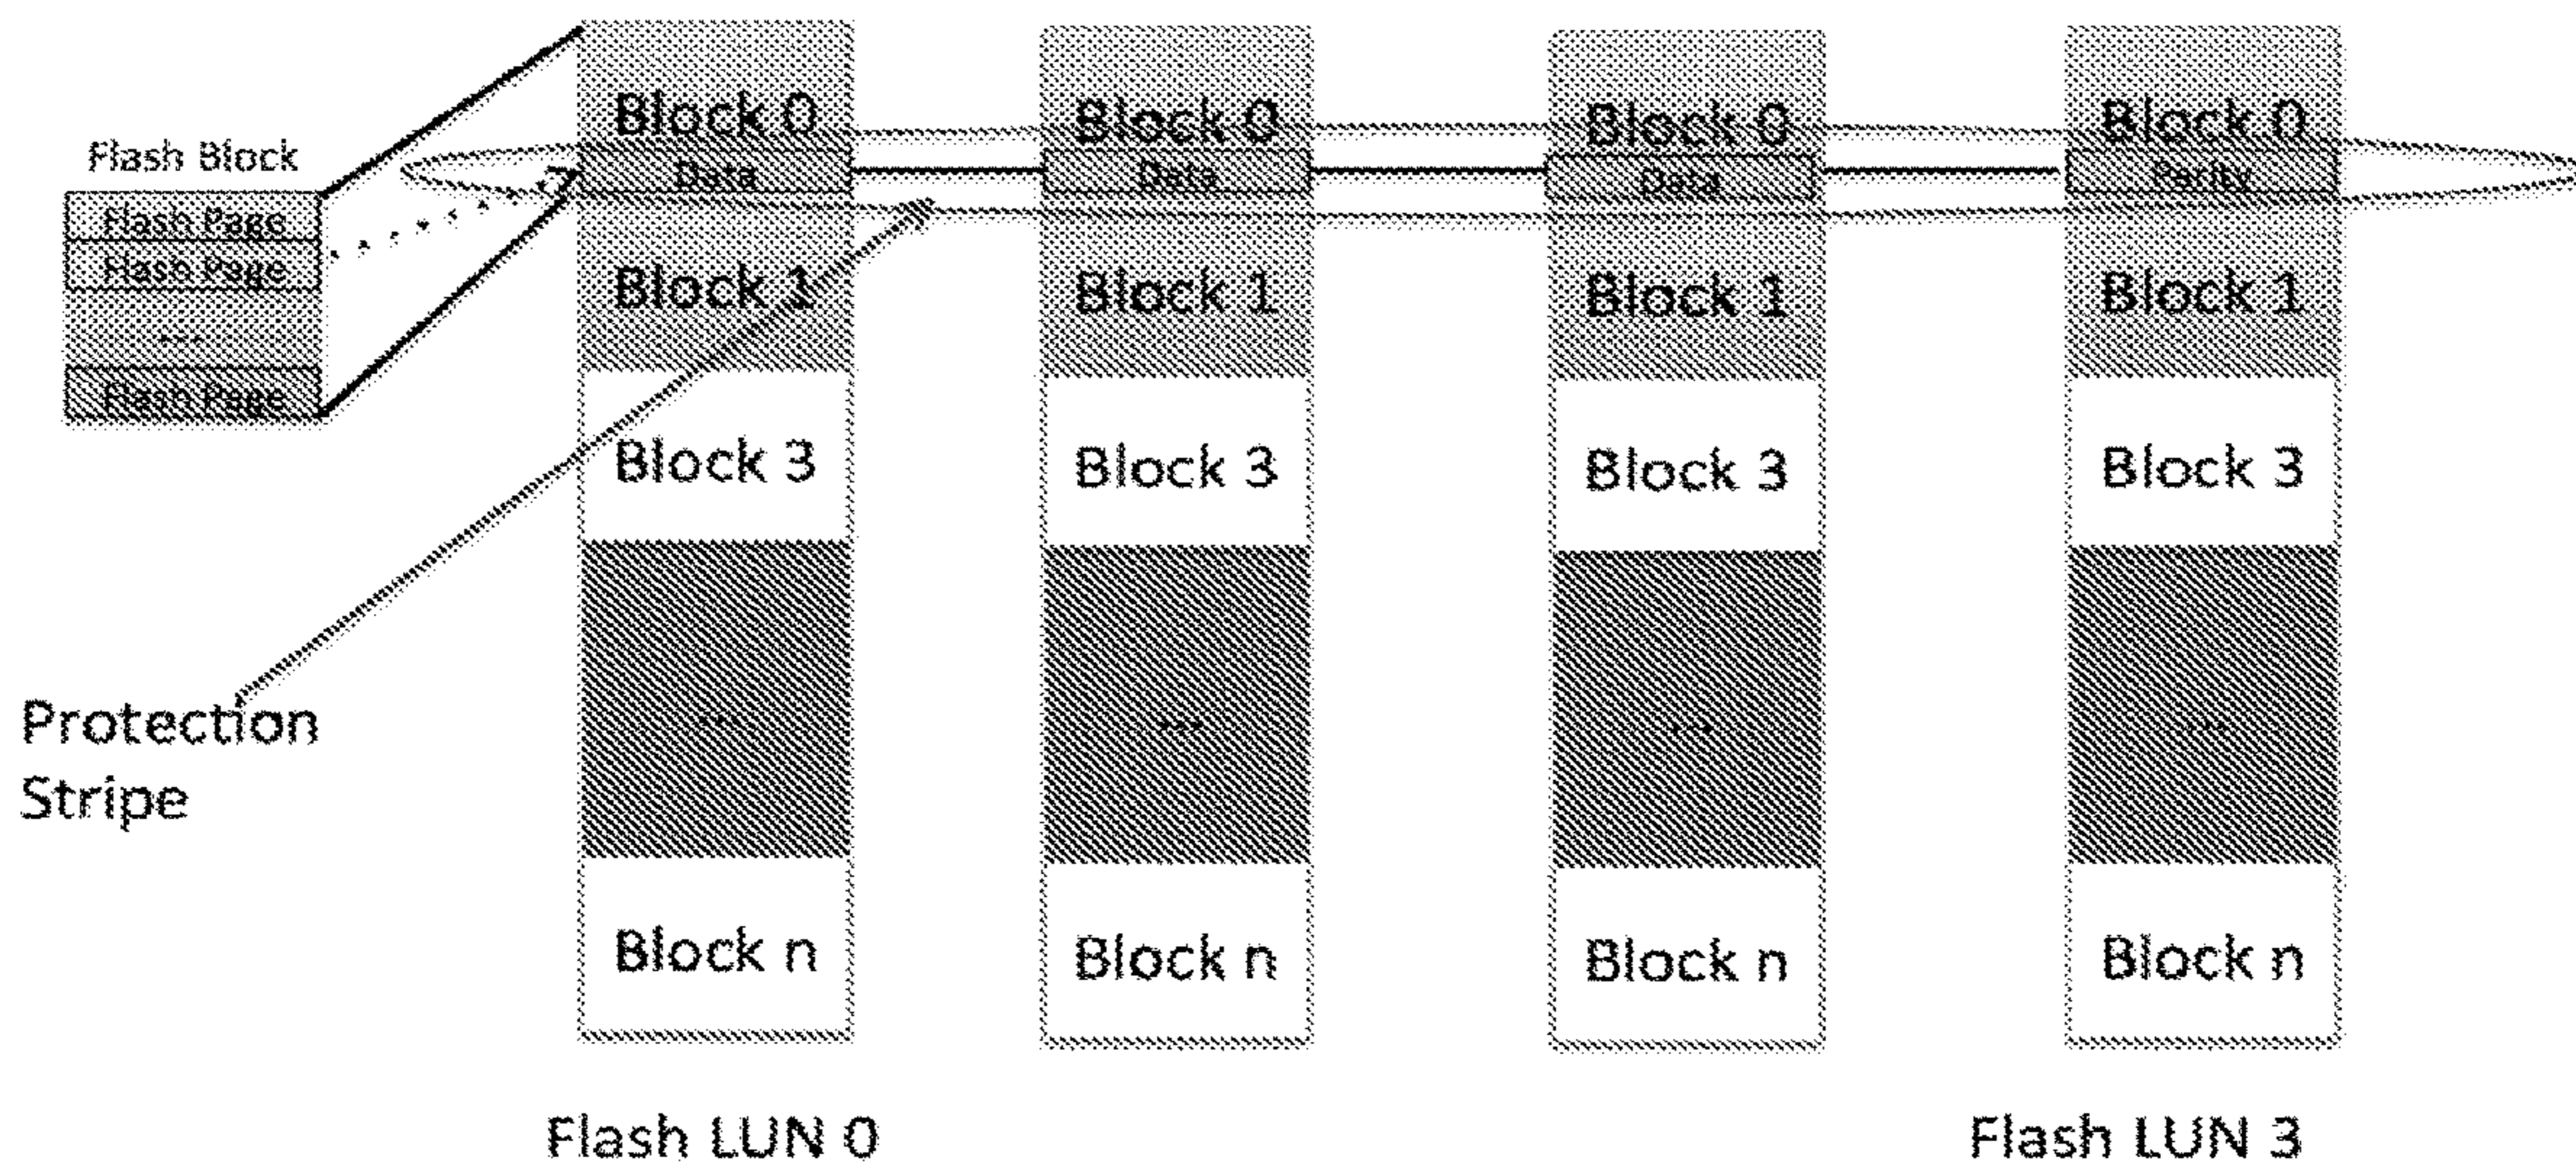 Flash Block
Flash Page
Flash Page
...
Flash Page
Protection
Stripe
Block 0
Data
Block 1
Block 3
...
Block n
Block 0
Data
Block 1
Block 3
...
Block n
Block 0
Data
Block 1
Block 3
...
Block n
Block 0
Parity
Block 1
Block 3
...
Block n
Flash LUN 0
Flash LUN 3